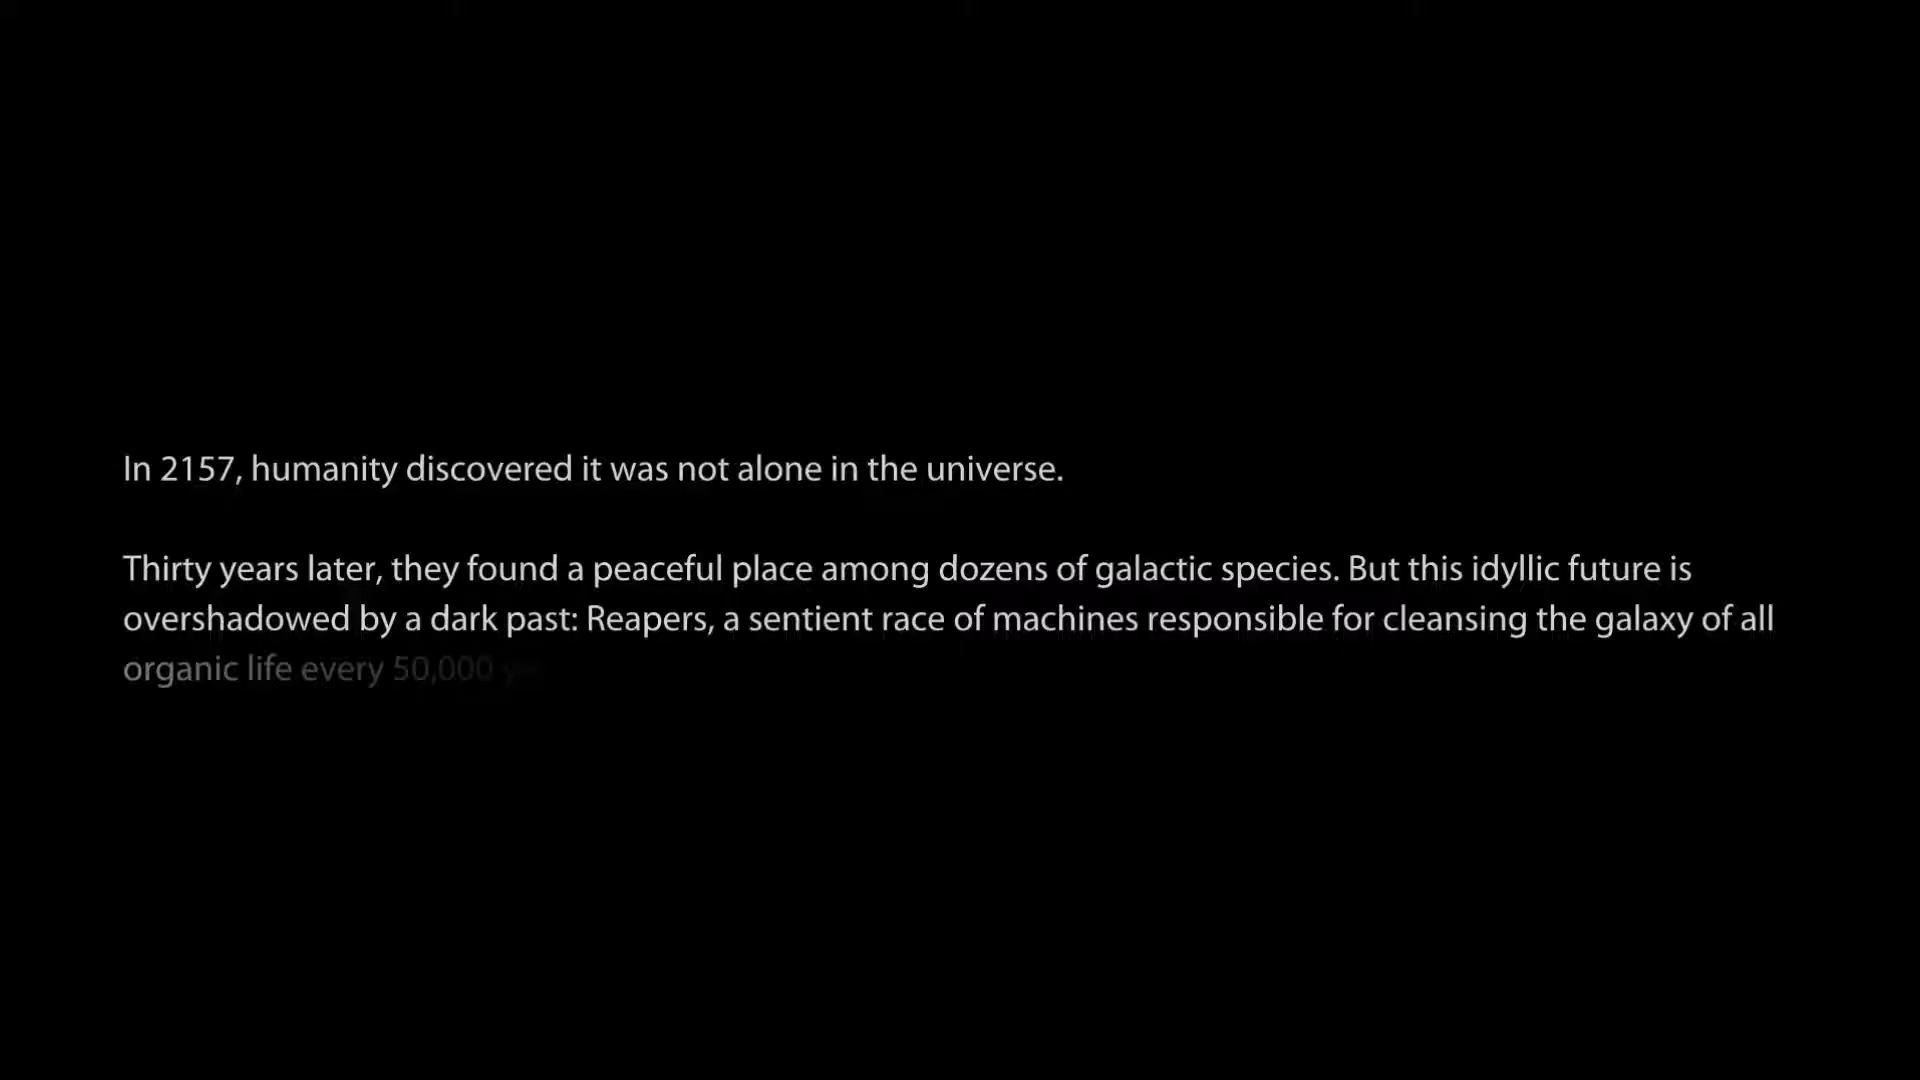 In 2157, humanity discovered it was not alone in the universe.
Thirty years later, they found a peaceful place among dozens of galactic species. But this idyllic future is
overshadowed by a dark past: Reapers, a sentient race of machines responsible for cleansing the galaxy of all
organic life every 50,000